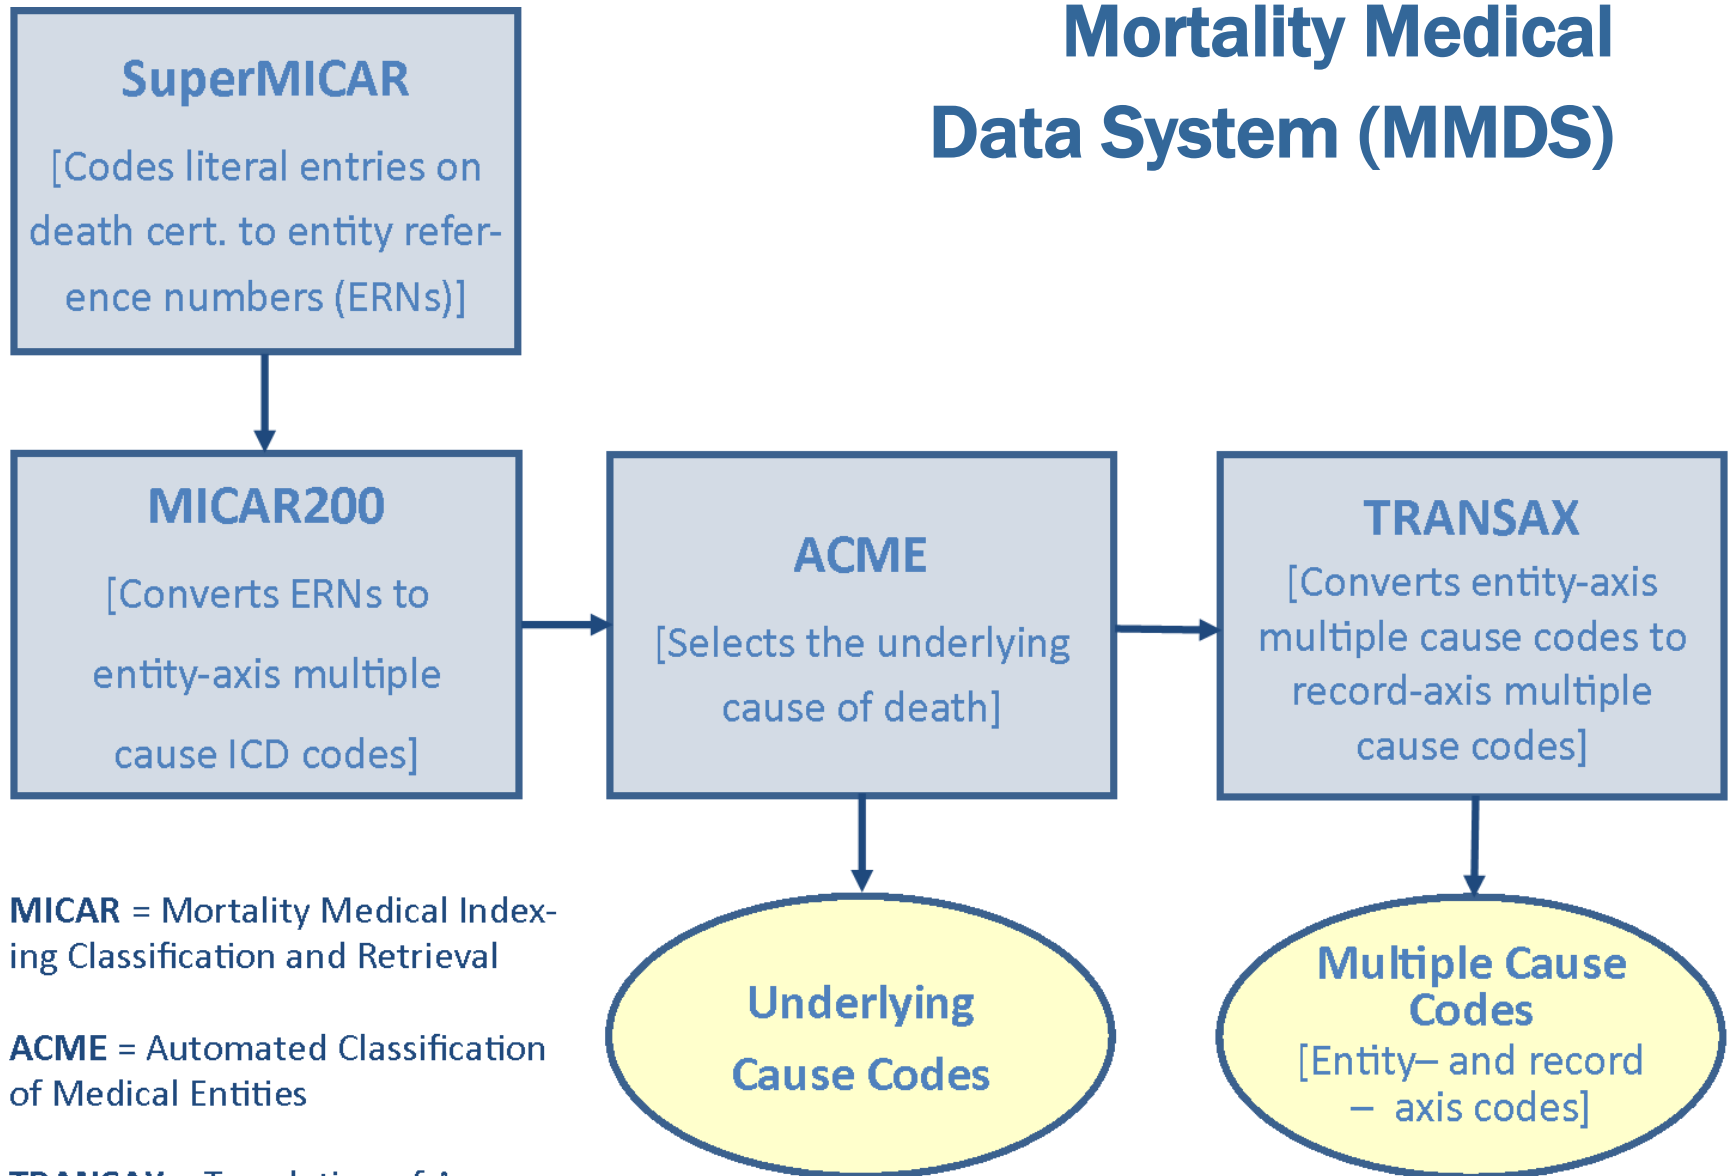 Mortality Medical
Data System (MMDS)
SuperMICAR
[Codes literal entries on
death cert. to entity refer-
ence numbers (ERNs)]
MICAR200
[Converts ERNs to
entity-axis multiple
cause ICD codes]
ACME
[Selects the underlying
cause of death]
TRANSAX
[Converts entity-axis
multiple cause codes to
record-axis multiple
cause codes]
Underlying
Cause Codes
Multiple Cause
Codes
[Entity– and record
– axis codes]
MICAR = Mortality Medical Index-
ing Classification and Retrieval
ACME = Automated Classification
of Medical Entities